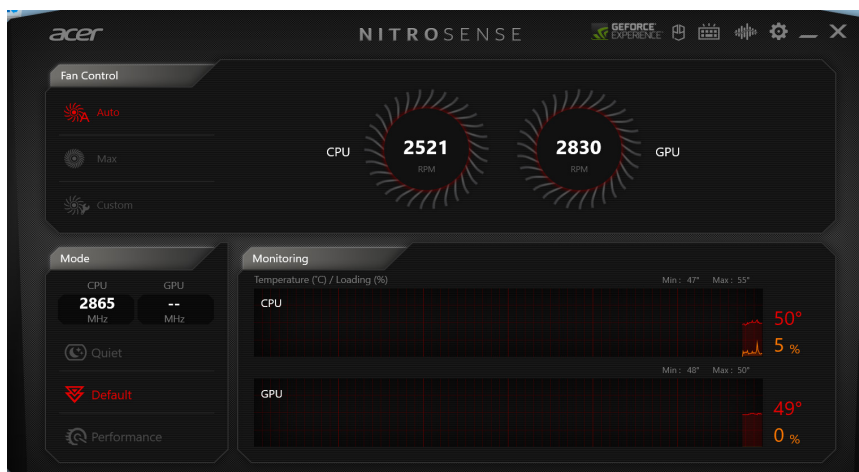 acer
NITROSENSE
GEFORCE
EXPERIENCE
Fan Control
Auto
Max
Custom
CPU
2521
RPM
2830
RPM
GPU
Mode
CPU GPU
2865 --
MHz MHz
Quiet
Default
Performance
Monitoring
Temperature (°C) / Loading (%)
Min : 47° Max : 55°
CPU
50°
5 %
Min : 48° Max : 50°
GPU
49°
0 %